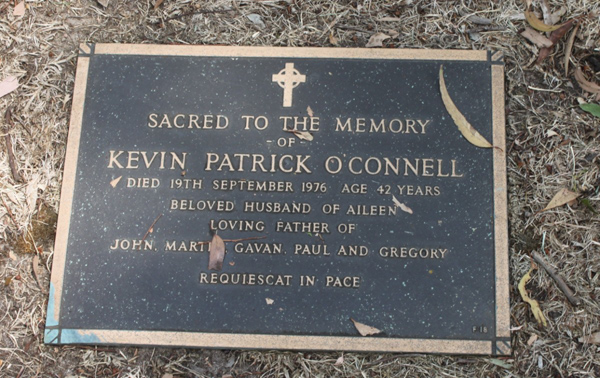 SACRED TO THE MEMORY
OF
KEVIN PATRICK O'CONNELL
DIED 19TH SEPTEMBER 1976 AGE 42 YEARS
BELOVED HUSBAND OF AILEEN
LOVING FATHER OF
JOHN, GAVAN, PAUL AND GREGORY
REQUIESCAT IN PACE